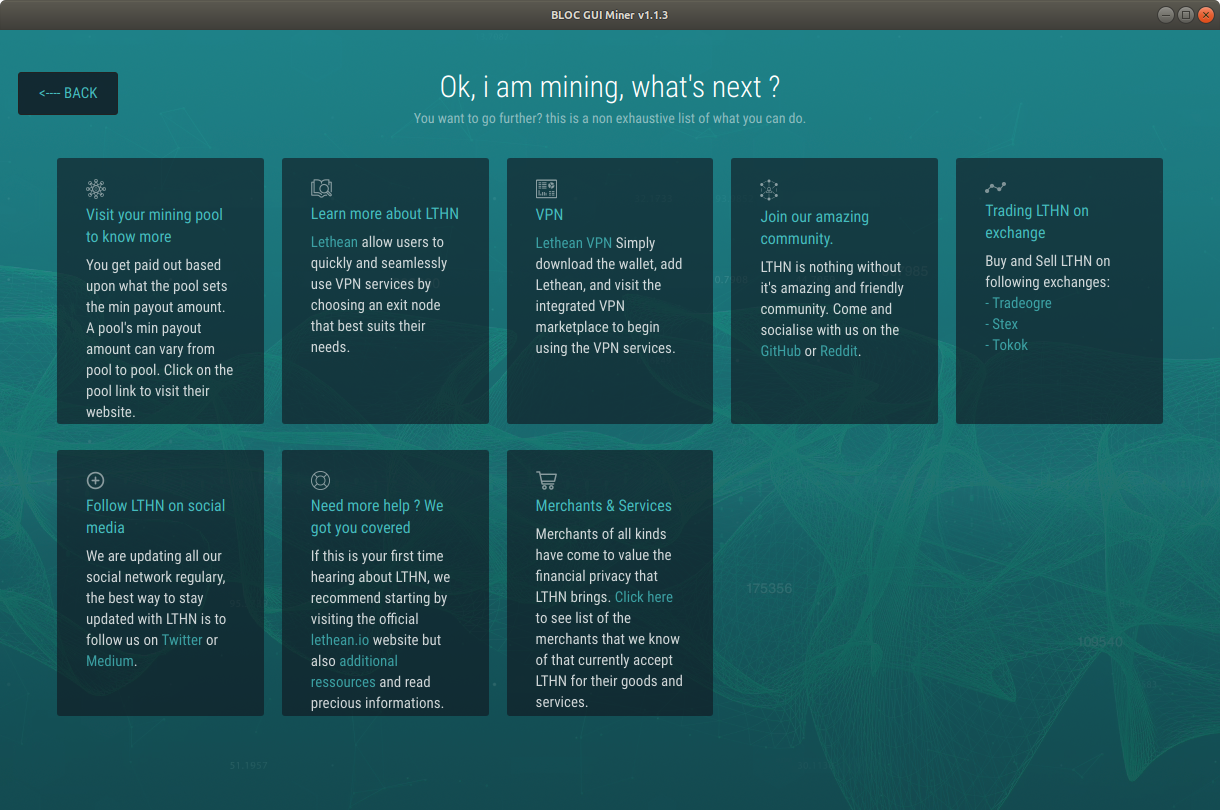 BLOC GUI Miner v1.1.3
<---- BACK
Ok, i am mining, what's next ?
You want to go further? this is a non exhaustive list of what you can do.
Visit your mining pool
to know more
You get paid out based
upon what the pool sets
the min payout amount.
A pool's min payout
amount can vary from
pool to pool. Click on the
pool link to visit their
website.
Learn more about LTHN
Lethean allow users to
quickly and seamlessly
use VPN services by
choosing an exit node
that best suits their
needs.
VPN
Lethean VPN Simply
download the wallet, add
Lethean, and visit the
integrated VPN
marketplace to begin
using the VPN services.
Join our amazing
community.
LTHN is nothing without
it's amazing and friendly
community. Come and
socialise with us on the
GitHub or Reddit.
Trading LTHN on
exchange
Buy and Sell LTHN on
following exchanges:
- Tradeogre
- Stex
- Tokok
Follow LTHN on social
media
We are updating all our
social network regulary,
the best way to stay
updated with LTHN is to
follow us on Twitter or
Medium.
Need more help ? We
got you covered
If this is your first time
hearing about LTHN, we
recommend starting by
visiting the official
lethean.io website but
also additional
ressources and read
precious informations.
Merchants & Services
Merchants of all kinds
have come to value the
financial privacy that
LTHN brings. Click here
to see list of the
merchants that we know
of that currently accept
LTHN for their goods and
services.
175356
109540
51.1917